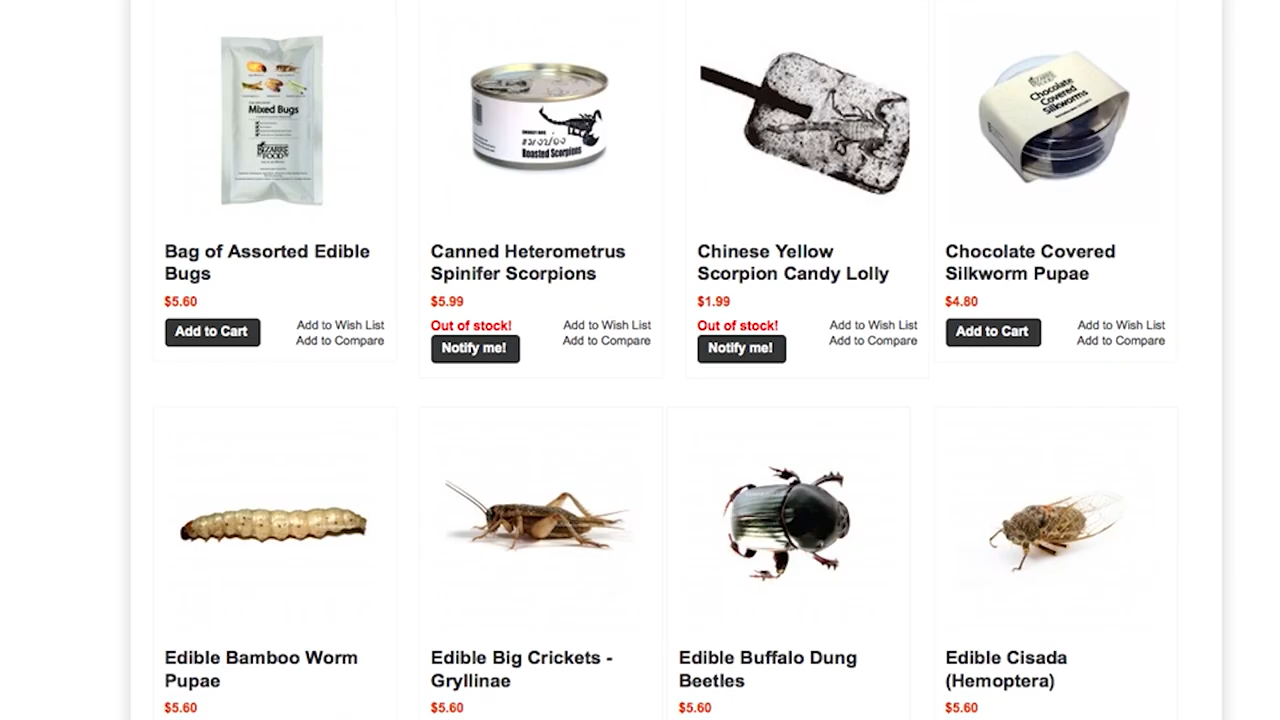 Mixed Bugs
BIZARRE
FOOD
Roasted Scorpions
BIZARRE
FOOD
Chocolate
Covered
Silkworms
Bag of Assorted Edible
Bugs
$5.60
Add to Cart
Add to Wish List
Add to Compare
Canned Heterometrus
Spinifer Scorpions
$5.99
Out of stock!
Notify me!
Add to Wish List
Add to Compare
Chinese Yellow
Scorpion Candy Lolly
$1.99
Out of stock!
Notify me!
Add to Wish List
Add to Compare
Chocolate Covered
Silkworm Pupae
$4.80
Add to Cart
Add to Wish List
Add to Compare
Edible Bamboo Worm
Pupae
$5.60
Edible Big Crickets -
Gryllinae
$5.60
Edible Buffalo Dung
Beetles
$5.60
Edible Cisada
(Hemoptera)
$5.60